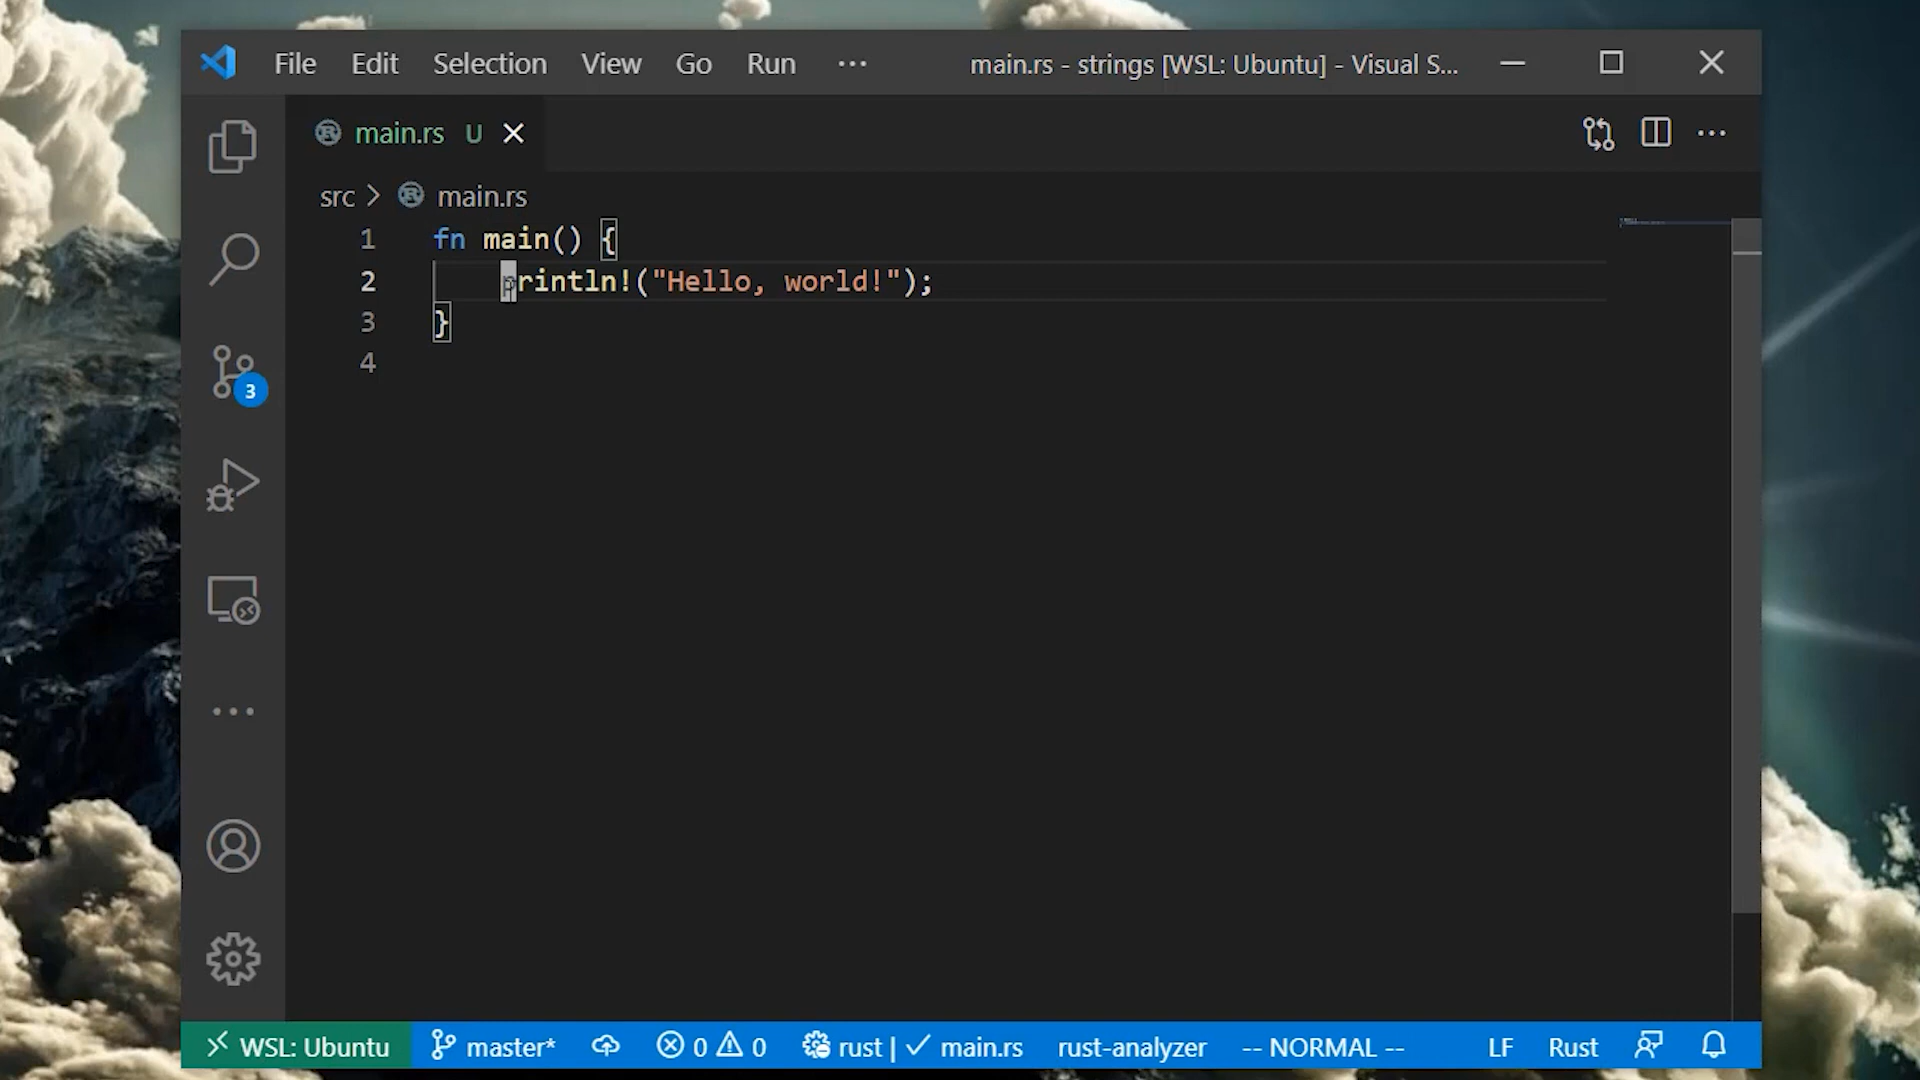 File Edit Selection View Go Run ··· main.rs - strings [WSL: Ubuntu] - Visual S...
main.rs U
src > main.rs
1 fn main() {
2     println!("Hello, world!");
3 }
4
3
WSL: Ubuntu master* 0 0 rust | ✓ main.rs rust-analyzer -- NORMAL -- LF Rust